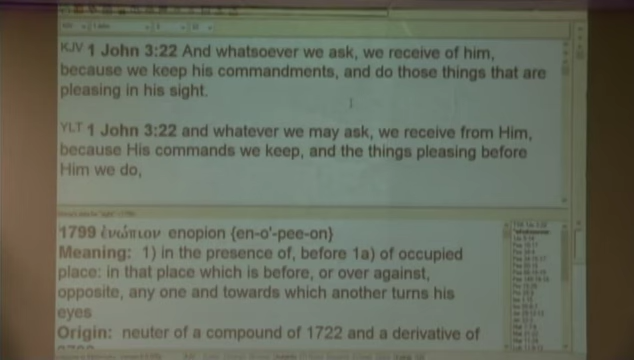 KJV 1 John 3:22 And whatsoever we ask, we receive of him,
because we keep his commandments, and do those things that are
pleasing in his sight.
YLT 1 John 3:22 and whatever we may ask, we receive from Him,
because His commands we keep, and the things pleasing before
Him we do,
1799 ἐνώπιον enopion {en-o'-pee-on}
Meaning: 1) in the presence of, before 1a) of occupied
place: in that place which is before, or over against,
opposite, any one and towards which another turns his
eyes
Origin: neuter of a compound of 1722 and a derivative of